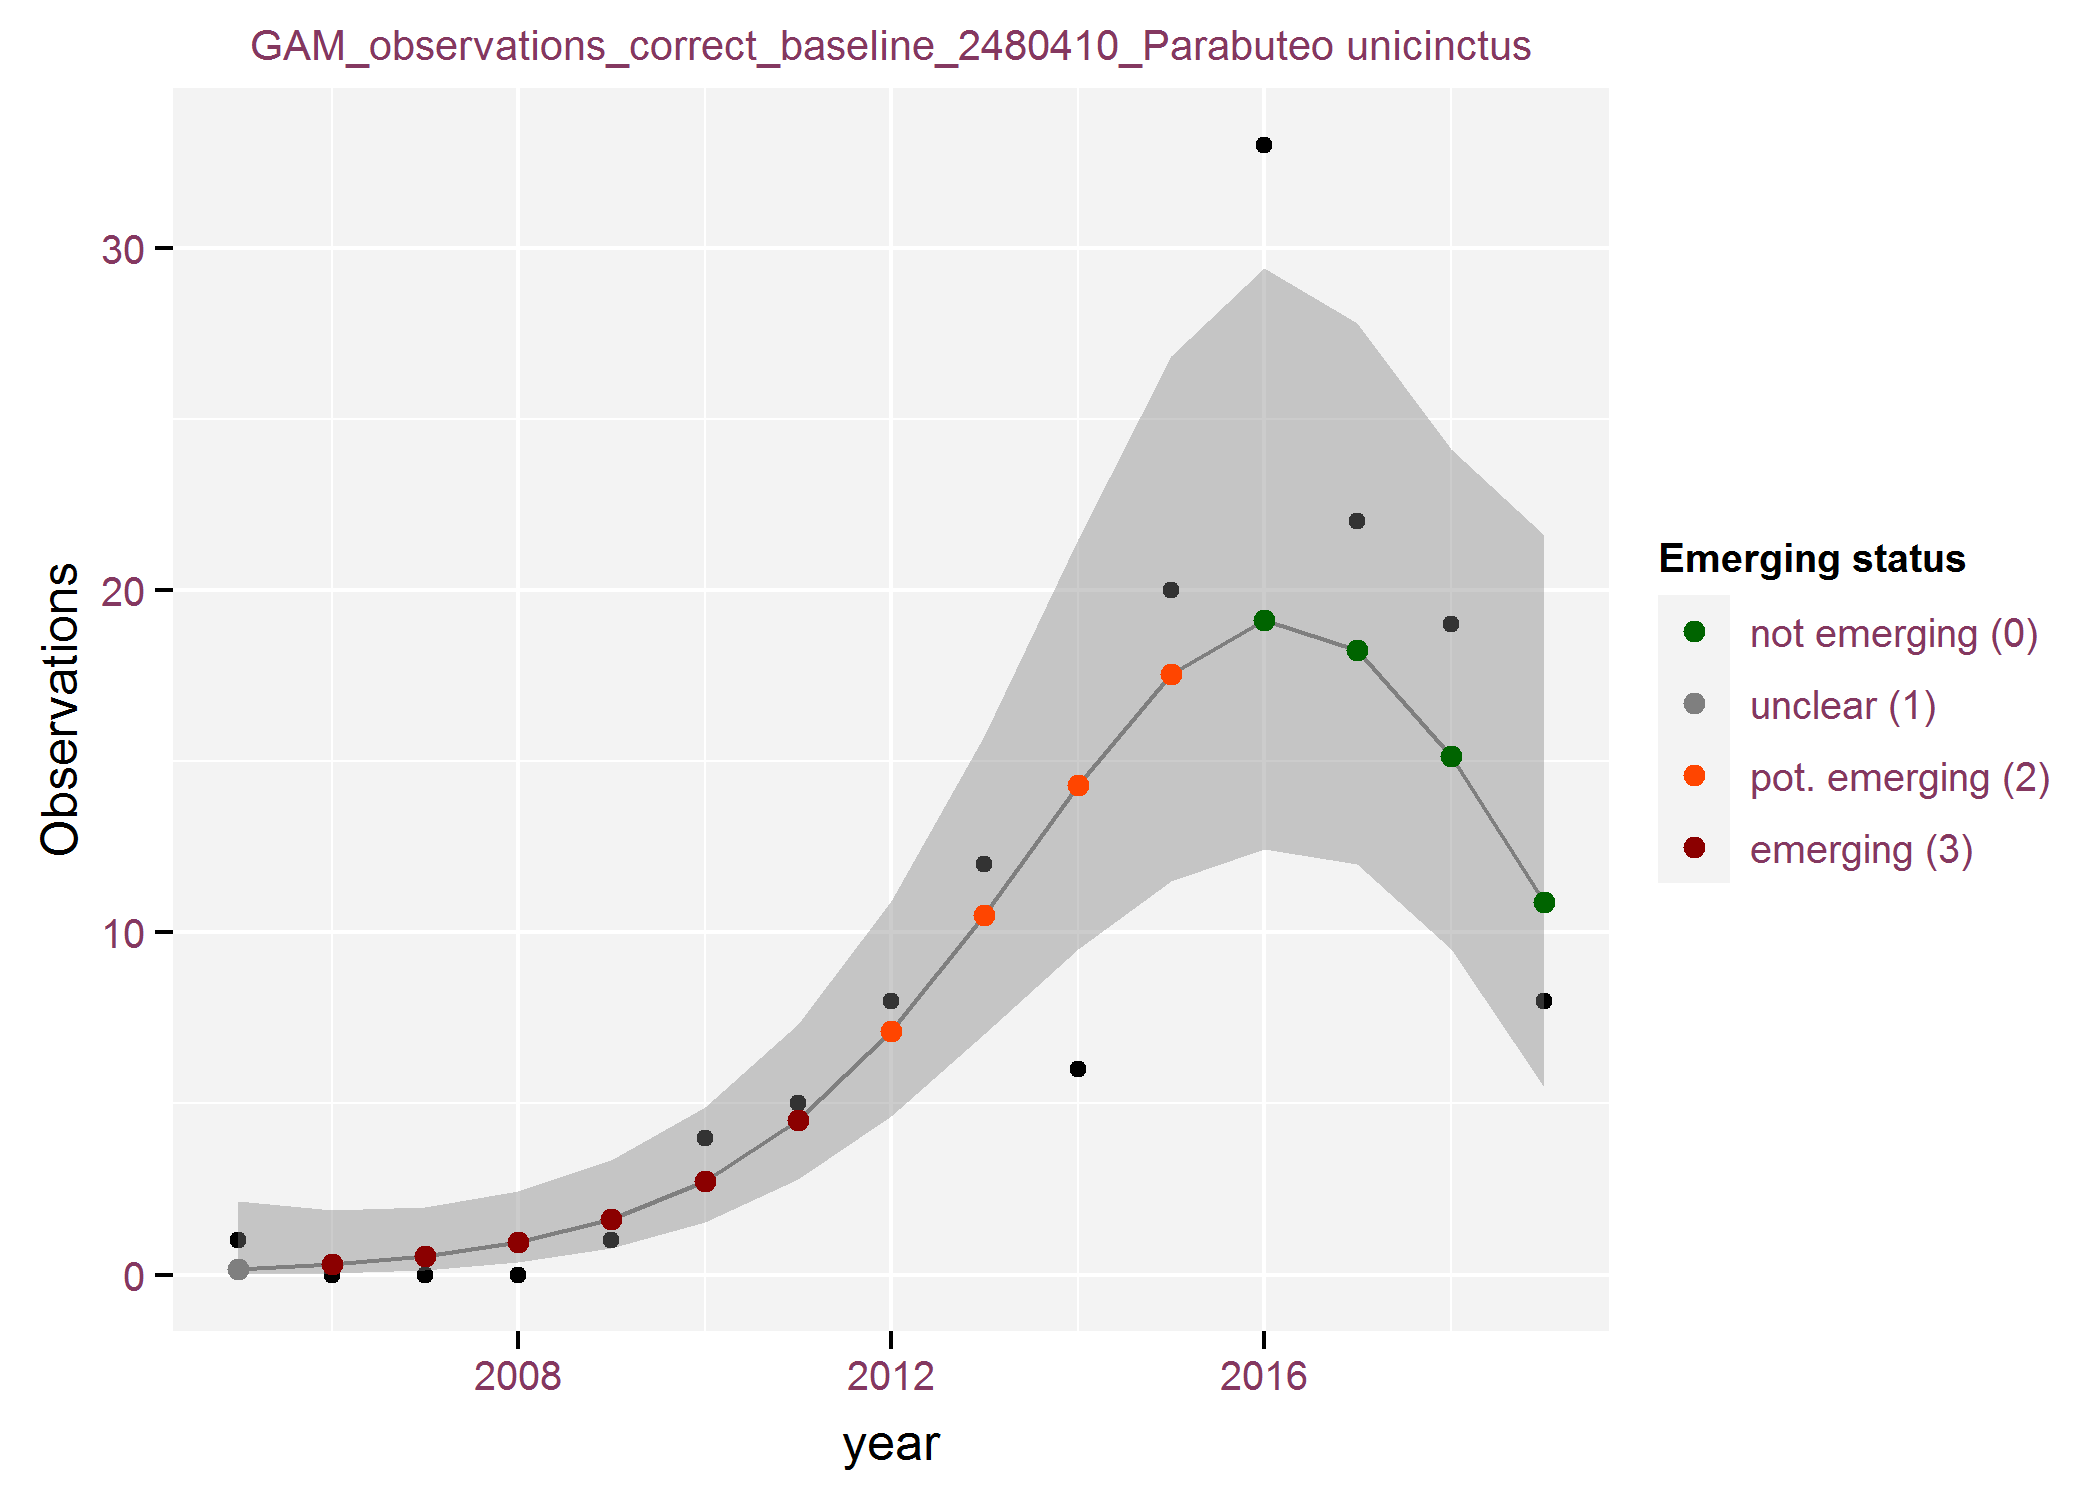 GAM_observations_correct_baseline_2480410_Parabuteo unicinctus
30
20
10
0
Observations
2008
2012
2016
year
Emerging status
not emerging (0)
unclear (1)
pot. emerging (2)
emerging (3)